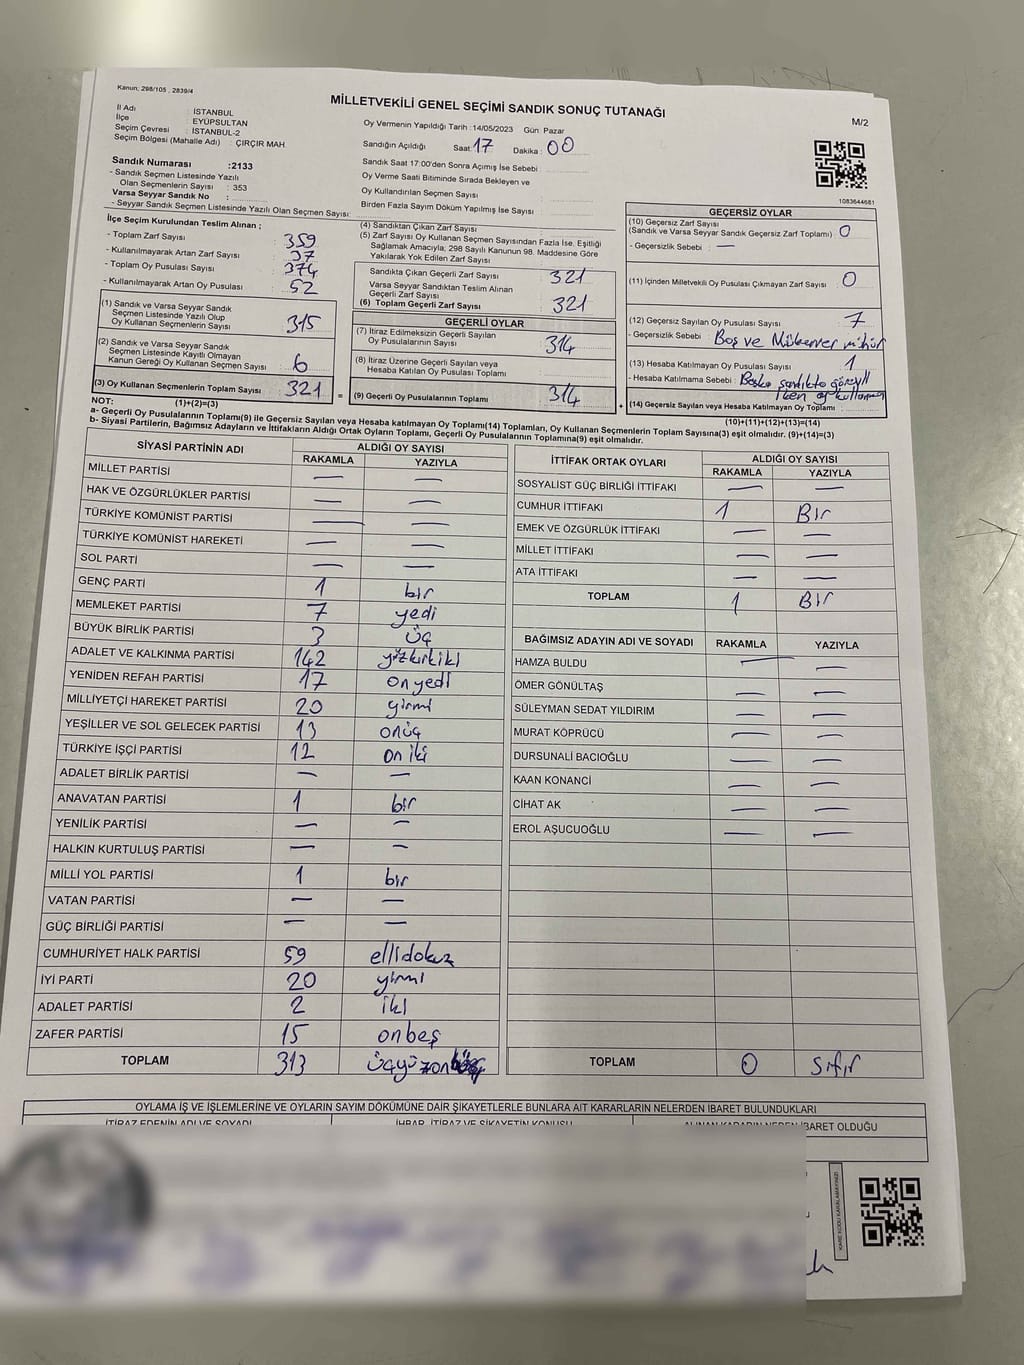 Kanun: 298/105 , 2839/4
MİLLETVEKİLİ GENEL SEÇİMİ SANDIK SONUÇ TUTANAĞI
M/2
İl Adı : İSTANBUL
İlçe : EYÜPSULTAN
Seçim Çevresi : İSTANBUL-2
Seçim Bölgesi (Mahalle Adı) : ÇIRÇIR MAH.
Oy Vermenin Yapıldığı Tarih :14/05/2023 Gün: Pazar
Sandığın Açıldığı Saat: 17 Dakika: 00
Sandık Saat 17:00'den Sonra Açımış İse Sebebi :
Oy Verme Saati Bitiminde Sırada Bekleyen ve
Oy Kullandırılan Seçmen Sayısı :
Birden Fazla Sayım Döküm Yapılmış İse Sayısı :
Sandık Numarası :2133
- Sandık Seçmen Listesinde Yazılı
Olan Seçmenlerin Sayısı : 353
Varsa Seyyar Sandık No :
- Seyyar Sandık Seçmen Listesinde Yazılı Olan Seçmen Sayısı:
1083644681
İlçe Seçim Kurulundan Teslim Alınan ;
- Toplam Zarf Sayısı : 359
- Kullanılmayarak Artan Zarf Sayısı : 37
- Toplam Oy Pusulası Sayısı : 374
- Kullanılmayarak Artan Oy Pusulası : 52
(1) Sandık ve Varsa Seyyar Sandık
Seçmen Listesinde Yazılı Olup
Oy Kullanan Seçmenlerin Sayısı : 315
(2) Sandık ve Varsa Seyyar Sandık
Seçmen Listesinde Kayıtlı Olmayan
Kanun Gereği Oy Kullanan Seçmen Sayısı : 6
(3) Oy Kullanan Seçmenlerin Toplam Sayısı : 321 =
(4) Sandıktan Çıkan Zarf Sayısı :
(5) Zarf Sayısı Oy Kullanan Seçmen Sayısından Fazla İse, Eşitliği
Sağlamak Amacıyla, 298 Sayılı Kanunun 98. Maddesine Göre
Yakılarak Yok Edilen Zarf Sayısı :
Sandıkta Çıkan Geçerli Zarf Sayısı 321
Varsa Seyyar Sandıktan Teslim Alınan
Geçerli Zarf Sayısı :
(6) Toplam Geçerli Zarf Sayısı : 321
GEÇERLİ OYLAR
(7) İtiraz Edilmeksizin Geçerli Sayılan
Oy Pusulalarının Sayısı : 314
(8) İtiraz Üzerine Geçerli Sayılan veya
Hesaba Katılan Oy Pusulası Toplamı :
(9) Geçerli Oy Pusulalarının Toplamı : 314 +
GEÇERSİZ OYLAR
(10) Geçersiz Zarf Sayısı
(Sandık ve Varsa Seyyar Sandık Geçersiz Zarf Toplamı) : 0
- Geçersizlik Sebebi : —
(11) İçinden Milletvekili Oy Pusulası Çıkmayan Zarf Sayısı : 0
(12) Geçersiz Sayılan Oy Pusulası Sayısı : 7
- Geçersizlik Sebebi : Boş ve Mükerrer mühür
(13) Hesaba Katılmayan Oy Pusulası Sayısı : 1
- Hesaba Katılmama Sebebi : Başka sandıkta görevli
iken oy kullanma
(14) Geçersiz Sayılan veya Hesaba Katılmayan Oy Toplamı :
NOT: (1)+(2)=(3)
(10)+(11)+(12)+(13)=(14)
a- Geçerli Oy Pusulalarının Toplamı(9) ile Geçersiz Sayılan veya Hesaba katılmayan Oy Toplamı(14) Toplamları, Oy Kullanan Seçmenlerin Toplam Sayısına(3) eşit olmalıdır. (9)+(14)=(3)
b- Siyasi Partilerin, Bağımsız Adayların ve İttifakların Aldığı Ortak Oyların Toplamı, Geçerli Oy Pusulalarının Toplamına(9) eşit olmalıdır.
SİYASİ PARTİNİN ADI ALDIĞI OY SAYISI
RAKAMLA YAZIYLA
MİLLET PARTİSİ — —
HAK VE ÖZGÜRLÜKLER PARTİSİ — —
TÜRKİYE KOMÜNİST PARTİSİ — —
TÜRKİYE KOMÜNİST HAREKETİ — —
SOL PARTİ — —
GENÇ PARTİ 1 bir
MEMLEKET PARTİSİ 7 yedi
BÜYÜK BİRLİK PARTİSİ 3 üç
ADALET VE KALKINMA PARTİSİ 142 yüzkırkiki
YENİDEN REFAH PARTİSİ 17 onyedi
MİLLİYETÇİ HAREKET PARTİSİ 20 yirmi
YEŞİLLER VE SOL GELECEK PARTİSİ 13 onüç
TÜRKİYE İŞÇİ PARTİSİ 12 on iki
ADALET BİRLİK PARTİSİ — —
ANAVATAN PARTİSİ 1 bir
YENİLİK PARTİSİ — —
HALKIN KURTULUŞ PARTİSİ — —
MİLLİ YOL PARTİSİ 1 bir
VATAN PARTİSİ — —
GÜÇ BİRLİĞİ PARTİSİ — —
CUMHURİYET HALK PARTİSİ 59 ellidokuz
İYİ PARTİ 20 yirmi
ADALET PARTİSİ 2 iki
ZAFER PARTİSİ 15 onbeş
TOPLAM 313
İTTİFAK ORTAK OYLARI ALDIĞI OY SAYISI
RAKAMLA YAZIYLA
SOSYALİST GÜÇ BİRLİĞİ İTTİFAKI — —
CUMHUR İTTİFAKI 1 Bir
EMEK VE ÖZGÜRLÜK İTTİFAKI — —
MİLLET İTTİFAKI — —
ATA İTTİFAKI — —
TOPLAM 1 Bir
BAĞIMSIZ ADAYIN ADI VE SOYADI RAKAMLA YAZIYLA
HAMZA BULDU — —
ÖMER GÖNÜLTAŞ — —
SÜLEYMAN SEDAT YILDIRIM — —
MURAT KÖPRÜCÜ — —
DURSUNALİ BACIOĞLU — —
KAAN KONANCİ — —
CİHAT AK — —
EROL AŞUCUOĞLU — —
TOPLAM 0 Sıfır
OYLAMA İŞ VE İŞLEMLERİNE VE OYLARIN SAYIM DÖKÜMÜNE DAİR ŞİKAYETLERLE BUNLARA AİT KARARLARIN NELERDEN İBARET BULUNDUKLARI
İTİRAZ EDENİN ADI VE SOYADI İHBAR, İTİRAZ VE ŞİKAYETİN KONUSU ALINAN KARARIN NEDEN İBARET OLDUĞU